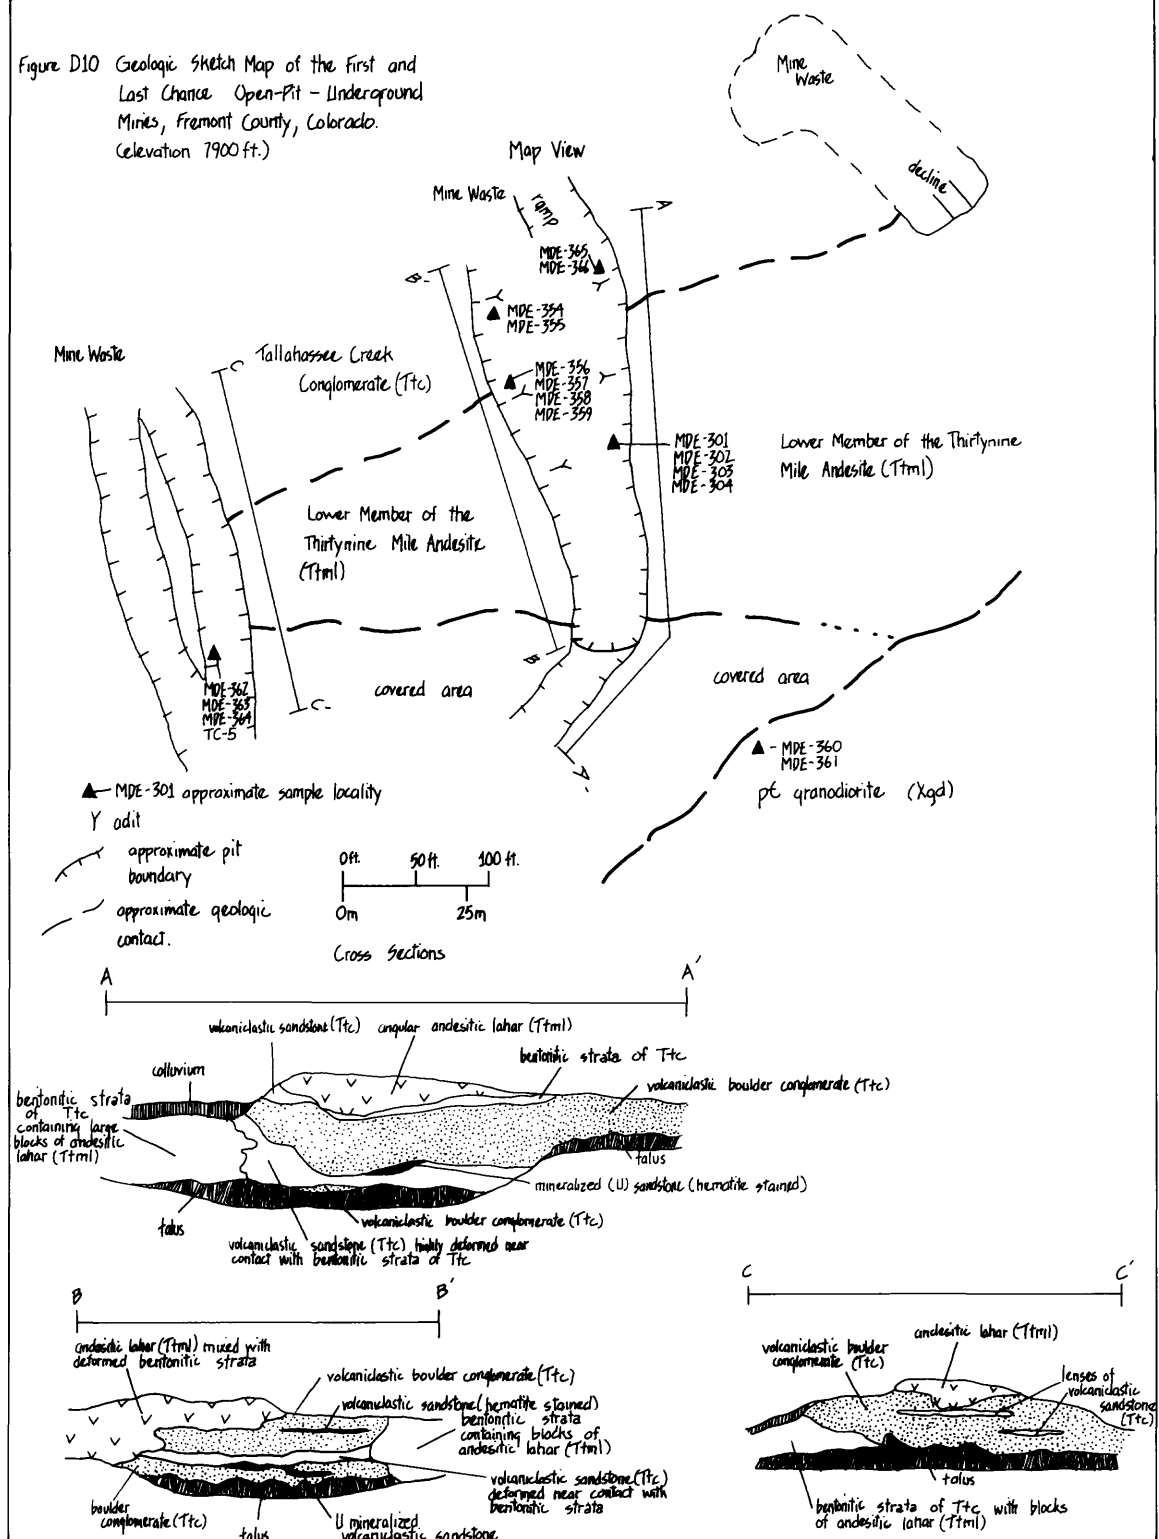 Figure D10 Geologic Sketch Map of the First and
Last Chance Open-Pit - Underground
Mines, Fremont County, Colorado.
(elevation 7900 ft.)
Mine
Waste
decline
Map View
Mine Waste
ramp
A
MDE-365
MDE-366
B'
MDE-354
MDE-355
Mine Waste
C
Tallahassee Creek
Conglomerate (Ttc)
MDE-356
MDE-357
MDE-358
MDE-359
MDE-301
MDE-302
MDE-303
MDE-304
Lower Member of the Thirtynine
Mile Andesite (Ttml)
Lower Member of the
Thirtynine Mile Andesite
(Ttml)
B
covered area
covered area
MDE-362
MDE-363
MDE-364
TC-5
C'
A'
MDE-360
MDE-361
p€ granodiorite (Xgd)
MDE-301 approximate sample locality
Y adit
approximate pit
boundary
approximate geologic
contact.
0ft. 50ft. 100 ft.
0m 25m
Cross Sections
A A'
volcaniclastic sandstone (Ttc) angular andesitic lahar (Ttml)
bentonitic strata of Ttc
colluvium
volcaniclastic boulder conglomerate (Ttc)
bentonitic strata
of Ttc
containing large
blocks of andesitic
lahar (Ttml)
talus
mineralized (U) sandstone (hematite stained)
talus
volcaniclastic boulder conglomerate (Ttc)
volcaniclastic sandstone (Ttc) highly deformed near
contact with bentonitic strata of Ttc
B B'
andesitic lahar (Ttml) mixed with
deformed bentonitic strata
volcaniclastic boulder conglomerate (Ttc)
volcaniclastic sandstone (hematite stained)
bentonitic strata
containing blocks of
andesitic lahar (Ttml)
volcaniclastic sandstone (Ttc)
deformed near contact with
bentonitic strata
boulder
conglomerate (Ttc)
talus
U mineralized
volcaniclastic sandstone
C C'
andesitic lahar (Ttml)
volcaniclastic boulder
conglomerate (Ttc)
lenses of
volcaniclastic
sandstone
(Ttc)
talus
bentonitic strata of Ttc with blocks
of andesitic lahar (Ttml)